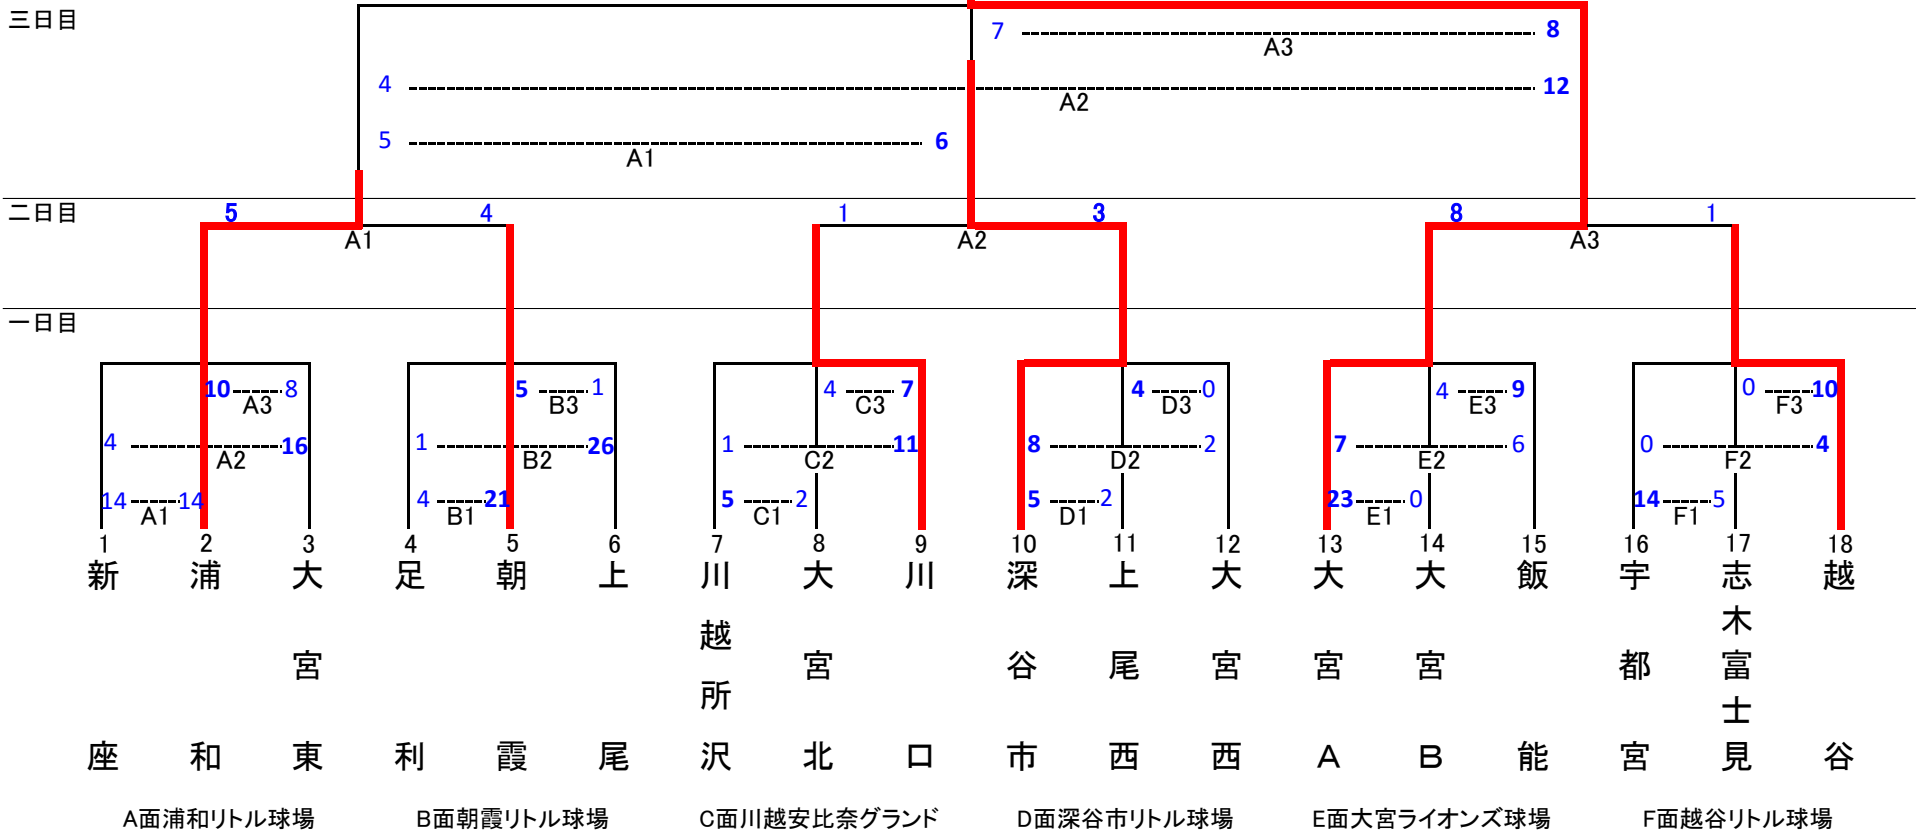 三日目
7 8
A3
4 12
A2
5 6
A1
二日目
5 4 1 3 8 1
A1 A2 A3
一日目
10 8 5 1 4 7 4 0 4 9 0 10
A3 B3 C3 D3 E3 F3
4 16 1 26 1 11 8 2 7 6 0 4
A2 B2 C2 D2 E2 F2
14 14 4 21 5 2 5 2 23 0 14 5
A1 B1 C1 D1 E1 F1
1 2 3 4 5 6 7 8 9 10 11 12 13 14 15 16 17 18
新座
浦和
大宮東
足利
朝霞
上尾
川越所沢
大宮北
川口
深谷市
上尾西
大宮西
大宮A
大宮B
飯能
宇都宮
志木富士見
越谷
A面浦和リトル球場 B面朝霞リトル球場 C面川越安比奈グランド D面深谷市リトル球場 E面大宮ライオンズ球場 F面越谷リトル球場